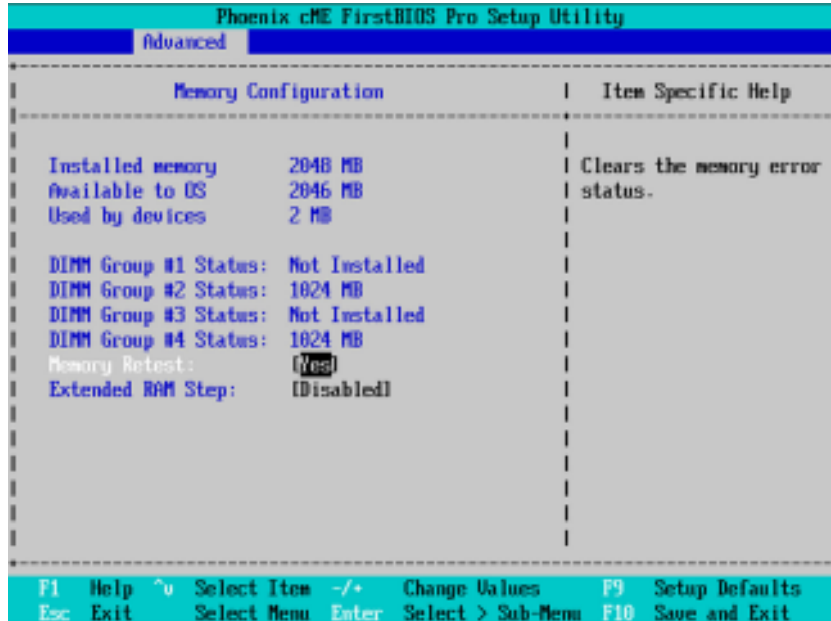 Phoenix cME FirstBIOS Pro Setup Utility
Advanced
Memory Configuration
Item Specific Help
Installed memory 2048 MB
Available to OS 2046 MB
Used by devices 2 MB
Clears the memory error
status.
DIMM Group #1 Status: Not Installed
DIMM Group #2 Status: 1024 MB
DIMM Group #3 Status: Not Installed
DIMM Group #4 Status: 1024 MB
Memory Retest: [Yes]
Extended RAM Step: [Disabled]
F1 Help ^v Select Item -/+ Change Values F9 Setup Defaults
Esc Exit Select Menu Enter Select > Sub-Menu F10 Save and Exit